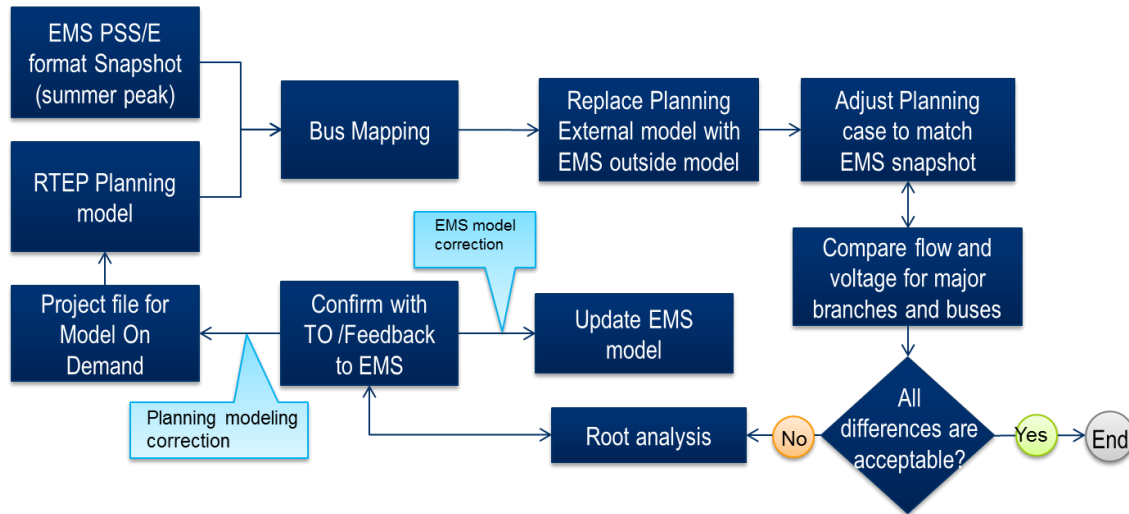 EMS PSS/E
format Snapshot
(summer peak)
Bus Mapping
Replace Planning
External model with
EMS outside model
Adjust Planning
case to match
EMS snapshot
RTEP Planning
model
EMS model
correction
Compare flow and
voltage for major
branches and buses
Project file for
Model On
Demand
Confirm with
TO /Feedback
to EMS
Update EMS
model
Planning modeling
correction
Root analysis
No
All
differences are
acceptable?
Yes
End